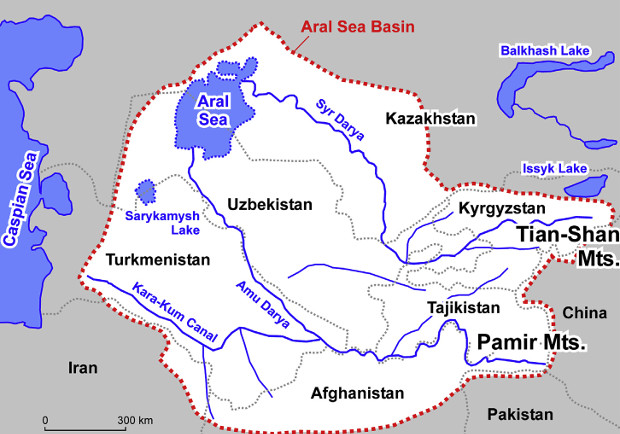 Aral Sea Basin
Balkhash Lake
Aral
Sea
Syr Darya
Kazakhstan
Caspian Sea
Issyk Lake
Uzbekistan
Kyrgyzstan
Sarykamysh
Lake
Tian-Shan
Mts.
Turkmenistan
Kara-Kum Canal
Amu Darya
Tajikistan
China
Pamir Mts.
Iran
Afghanistan
Pakistan
0 300 km